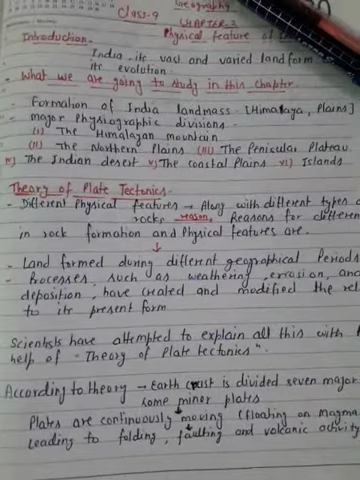 Geography
Class-9
CHAPTER-2
Introduction Physical feature of
India its vast and varied landform
its evolution.
- What we are going to study in this chapter
- Formation of India landmass - [Himalaya, Plains]
- major Physiographic divisions -
(i) The Himalayan mountain
(ii) The Northern Plains (iii) The Penicular Plateau
iv) The Indian desert v) The Coastal Plains vi) Islands
Theory of Plate Tectonics -
- Different Physical features → Along with different types
rocks reason, Reasons for differen
in rock formation and Physical features are.
↓
- Land formed during different geographical Periods
- Processes, such as weathering, errosion, and
deposition, have created and modified the rel
to its present form
Scientists have attempted to explain all this with
help of "Theory of Plate tectonics".
According to theory → Earth Crust is divided seven major
some miner plates
Plates are continuously moving (floating on magma
leading to folding, faulting and volcanic activity